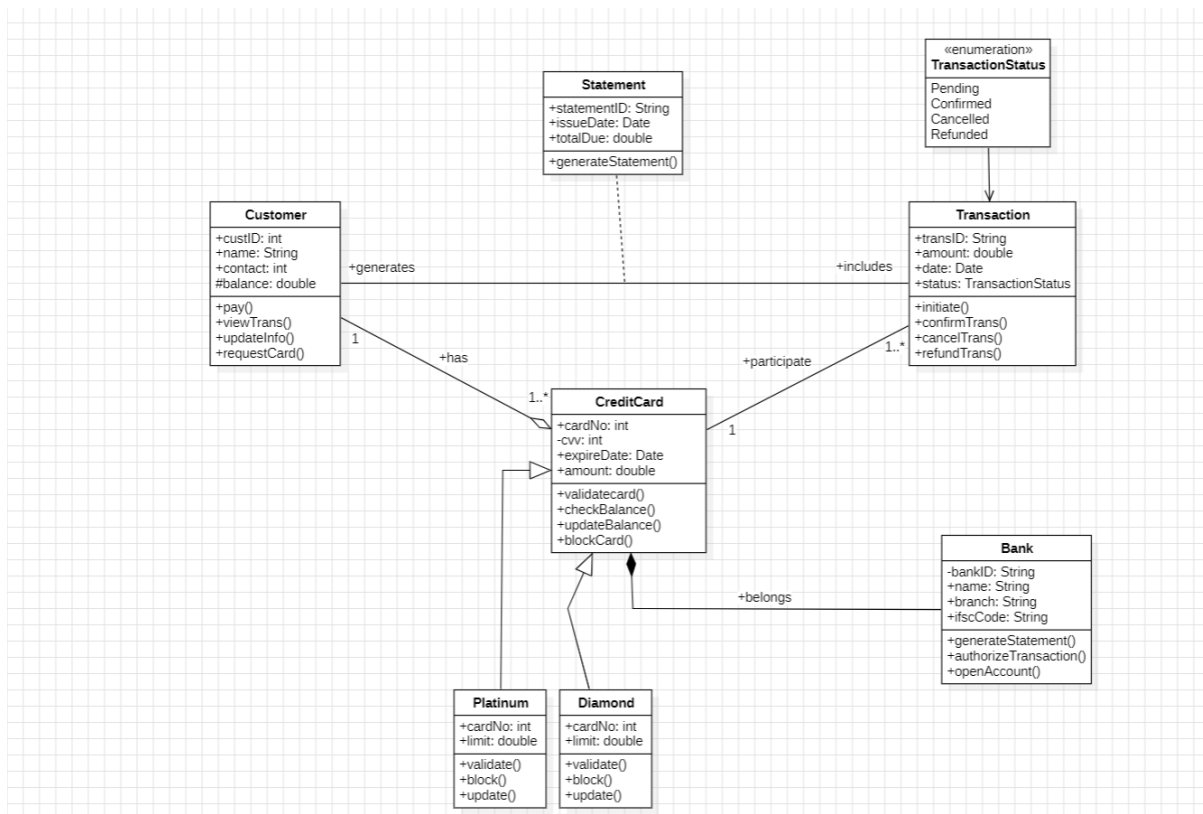 «enumeration»
TransactionStatus
Pending
Confirmed
Cancelled
Refunded
Statement
+statementID: String
+issueDate: Date
+totalDue: double
+generateStatement()
Customer
+custID: int
+name: String
+contact: int
#balance: double
+pay()
+viewTrans()
+updateInfo()
+requestCard()
+generates
+includes
Transaction
+transID: String
+amount: double
+date: Date
+status: TransactionStatus
+initiate()
+confirmTrans()
+cancelTrans()
+refundTrans()
1
+has
1..*
+participate
1..*
1
CreditCard
+cardNo: int
-cvv: int
+expireDate: Date
+amount: double
+validatecard()
+checkBalance()
+updateBalance()
+blockCard()
+belongs
Bank
-bankID: String
+name: String
+branch: String
+ifscCode: String
+generateStatement()
+authorizeTransaction()
+openAccount()
Platinum
+cardNo: int
+limit: double
+validate()
+block()
+update()
Diamond
+cardNo: int
+limit: double
+validate()
+block()
+update()